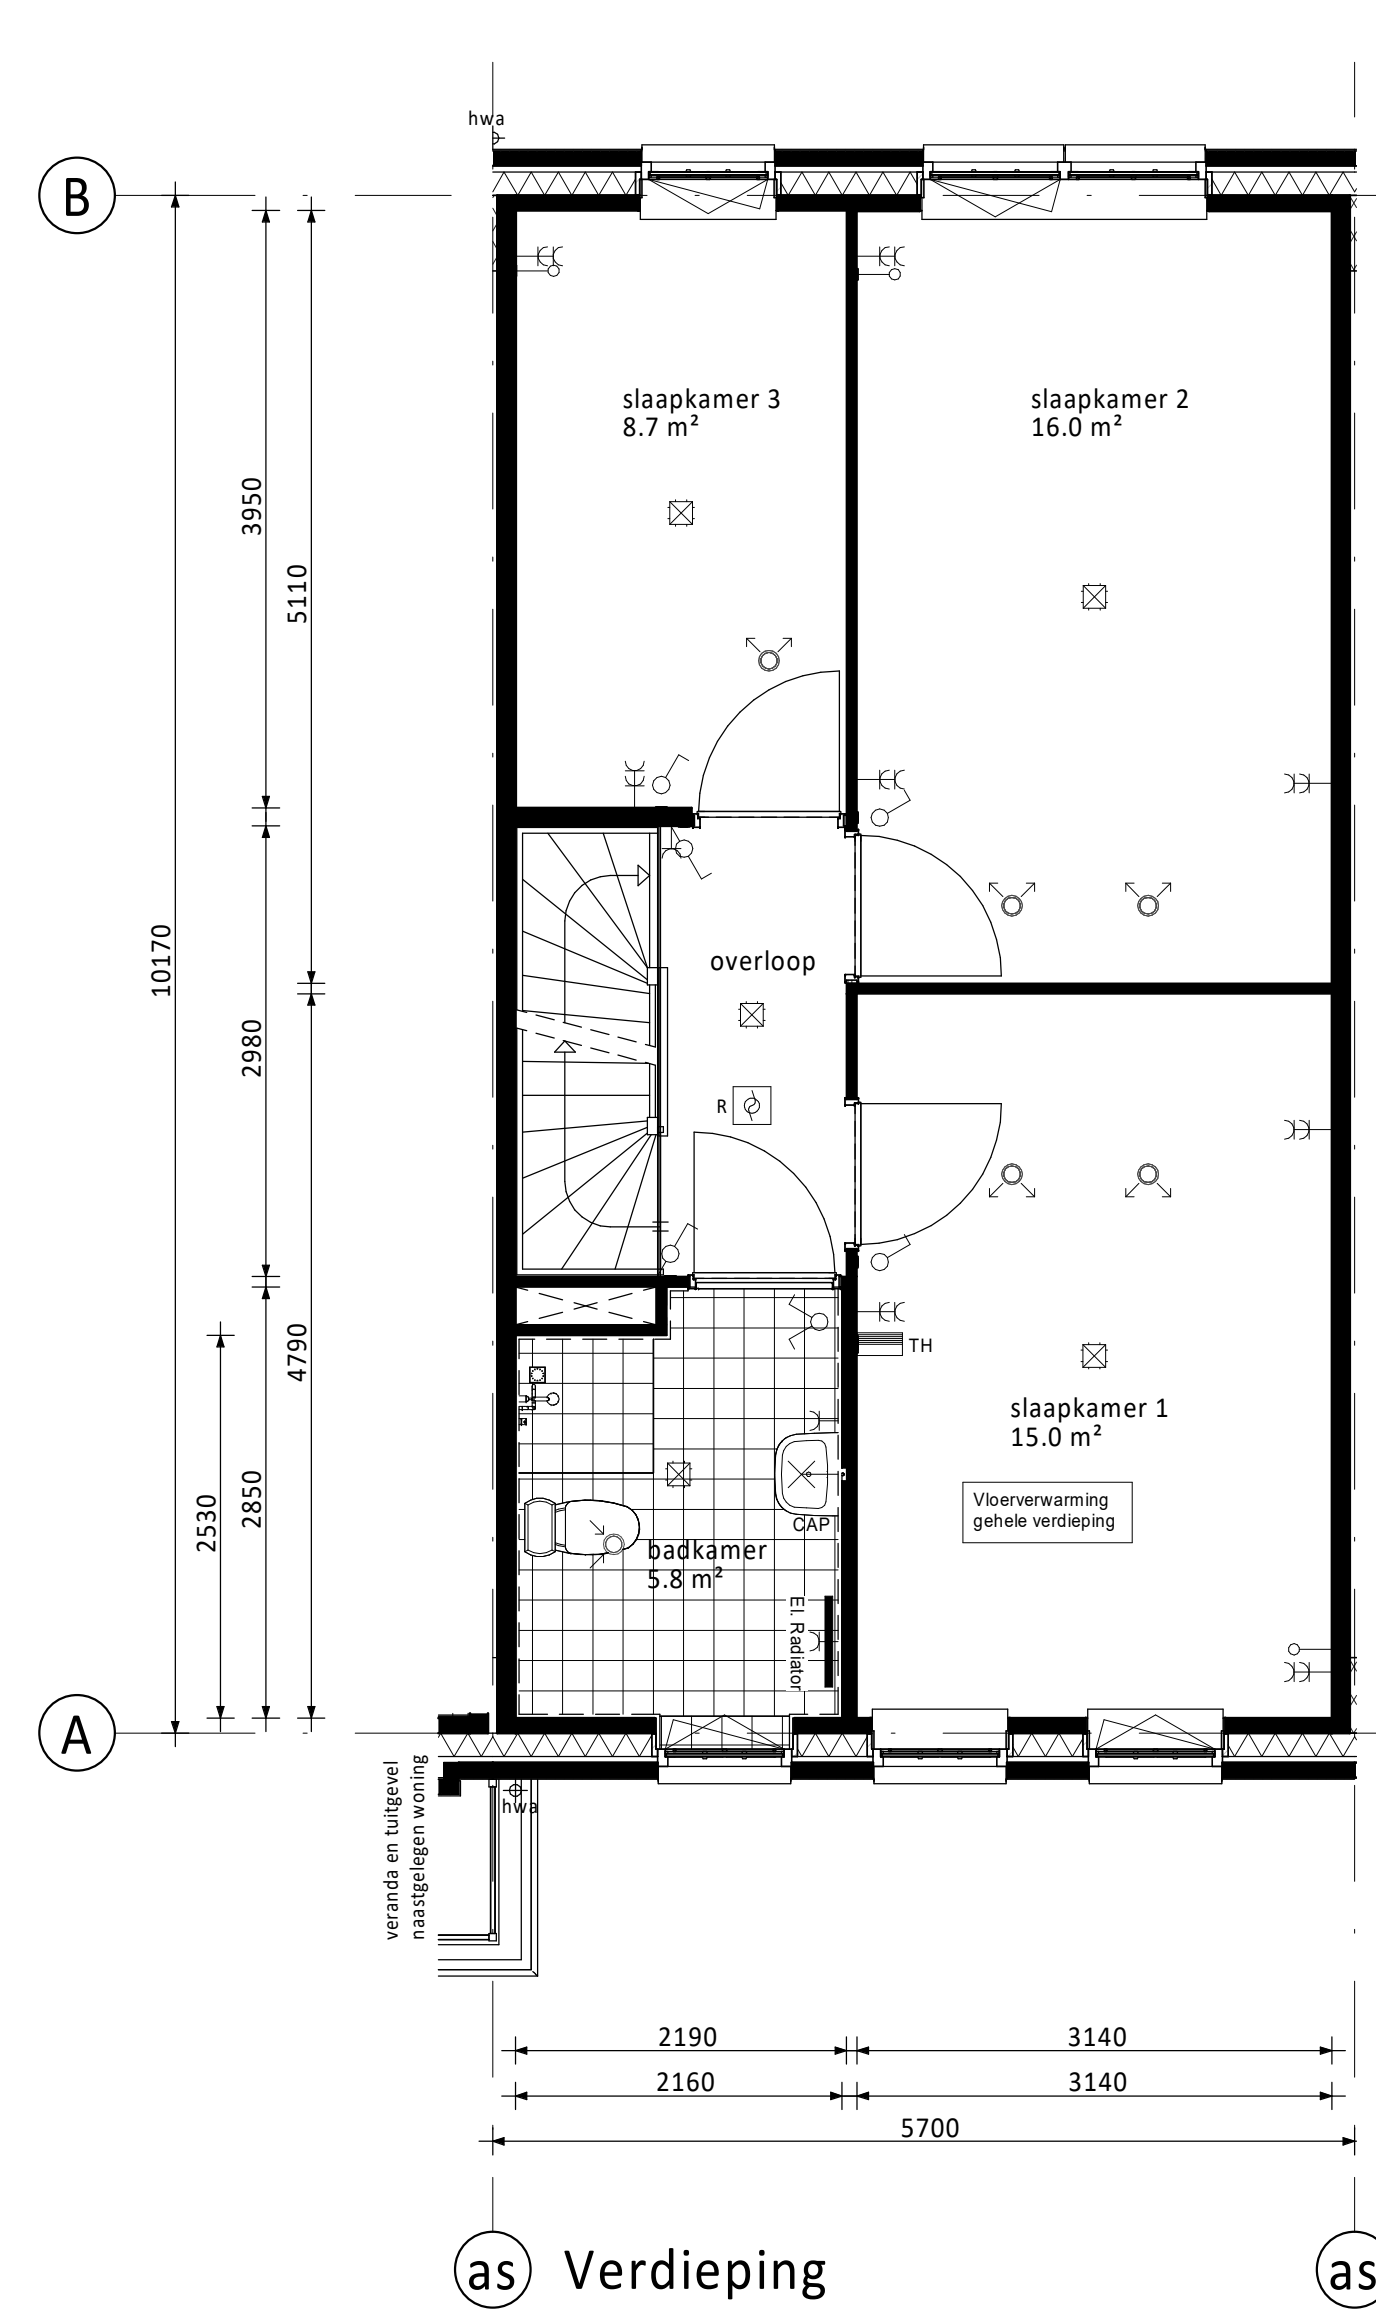 hwa
B
slaapkamer 3
8.7 m²
slaapkamer 2
16.0 m²
3950
5110
overloop
10170
2980
R
TH
4790
slaapkamer 1
15.0 m²
2530
2850
Vloerverwarming
gehele verdieping
CAP
badkamer
5.8 m²
El. Radiator
A
veranda en tuitgevel
naastgelegen woning
hwa
2190
3140
2160
3140
5700
as
Verdieping
as